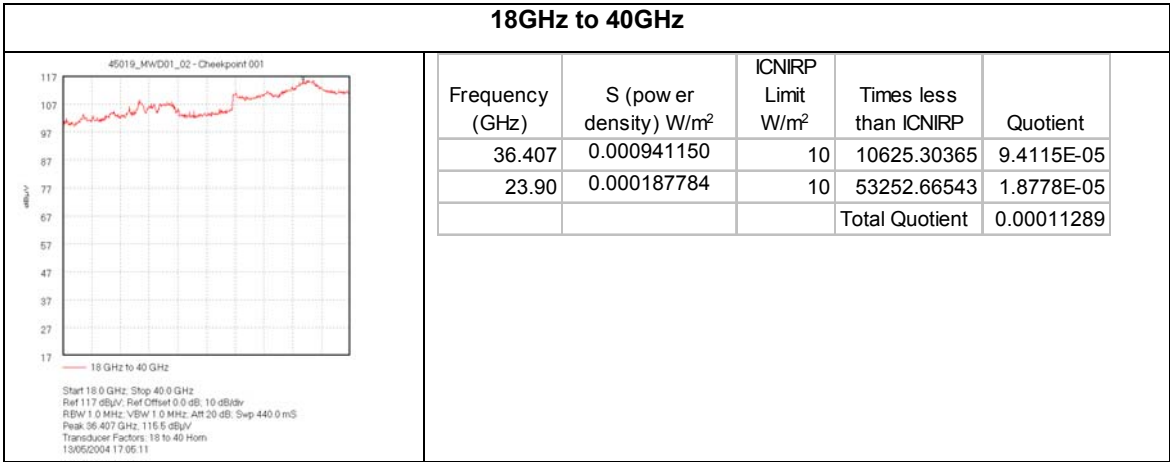 18GHz to 40GHz
45019_MWD01_02 - Cheekpoint 001
117
107
97
87
77
67
57
47
37
27
17
dBµV
18 GHz to 40 GHz
Start 18.0 GHz; Stop 40.0 GHz
Ref 117 dBµV; Ref Offset 0.0 dB; 10 dB/div
RBW 1.0 MHz; VBW 1.0 MHz; Att 20 dB; Swp 440.0 mS
Peak 36.407 GHz, 115.5 dBµV
Transducer Factors: 18 to 40 Horn
13/05/2004 17:05:11
Frequency (GHz) S (pow er density) W/m² ICNIRP Limit W/m² Times less than ICNIRP Quotient
36.407 0.000941150 10 10625.30365 9.4115E-05
23.90 0.000187784 10 53252.66543 1.8778E-05
Total Quotient 0.00011289